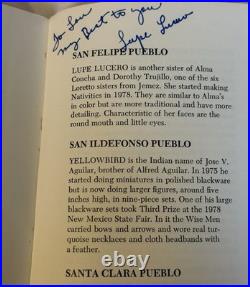 To Lou
my Best to you
Lupe Lucero
SAN FELIPE PUEBLO
LUPE LUCERO is another sister of Alma
Concha and Dorothy Trujillo, one of the six
Loretto sisters from Jemez. She started making
Nativities in 1978. They are similar to Alma's
in color but are more traditional and have more
detailing. Characteristic of her faces are the
round mouth and little eyes.
SAN ILDEFONSO PUEBLO
YELLOWBIRD is the Indian name of Jose V.
Aguilar, brother of Alfred Aguilar. In 1975 he
started doing miniatures in polished blackware
but is now doing larger figures, around five
inches high, in nine-piece sets. One of his large
blackware sets took Third Prize at the 1978
New Mexico State Fair. In it the Wise Men
carried bows and arrows and wore real tur-
quoise necklaces and cloth headbands with a
feather.
SANTA CLARA PUEBLO